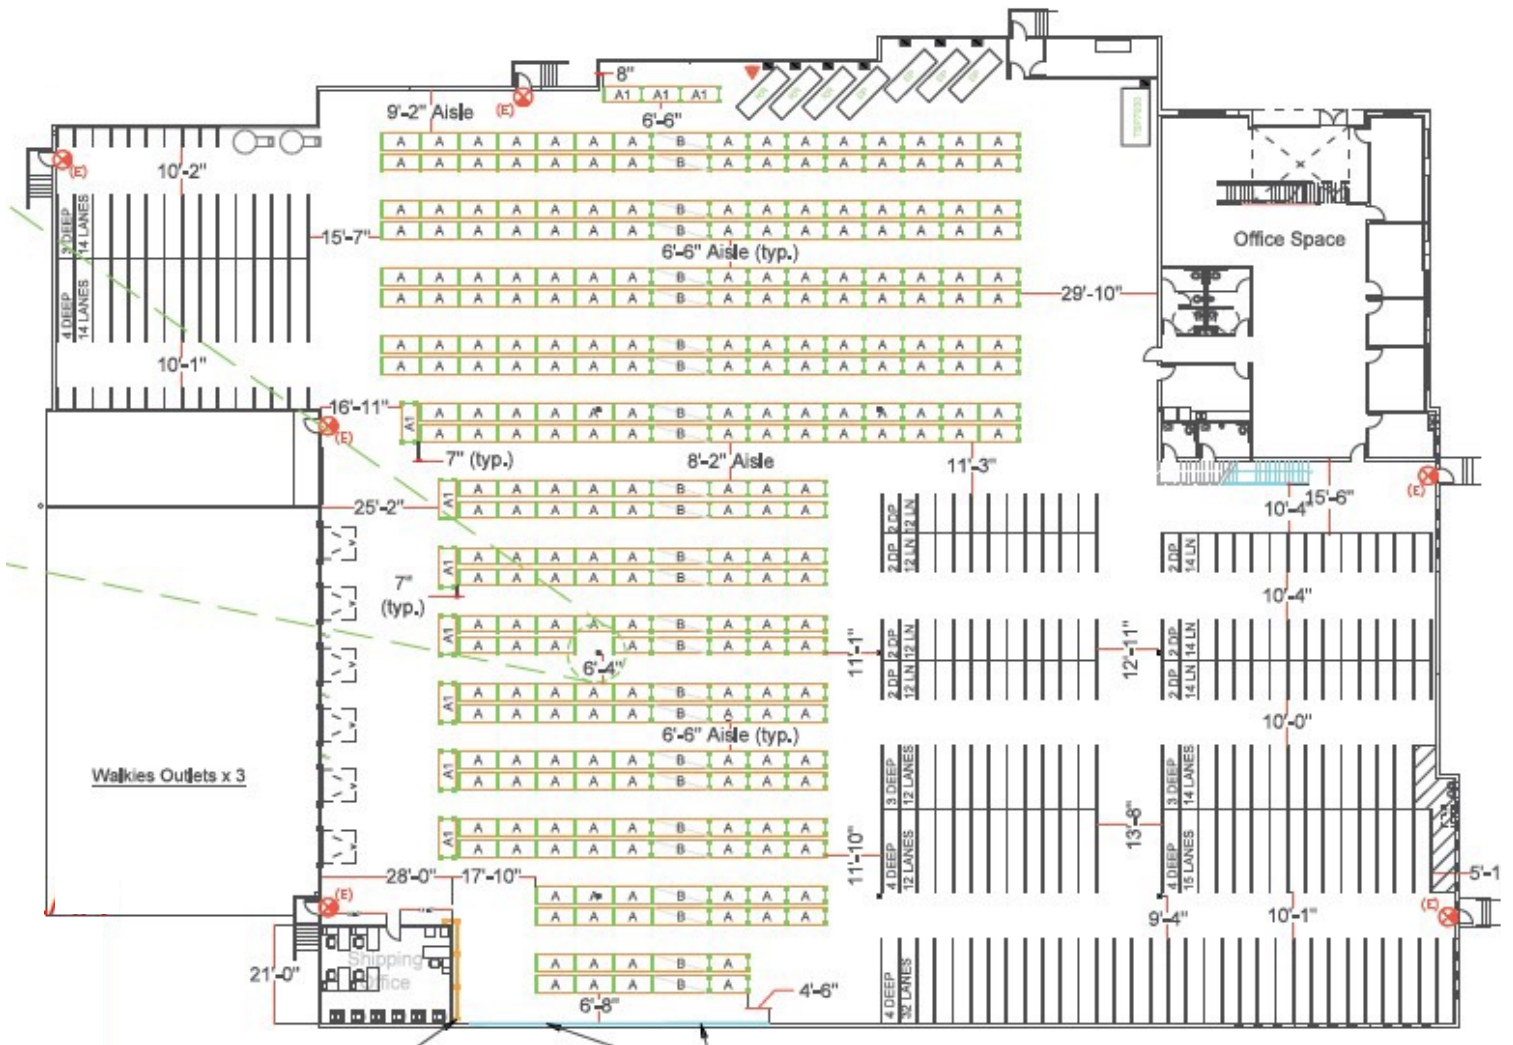 8"
A1 A1 A1
9'-2" Aisle
(E)
6'-6"
A A A A A A A B A A A A A A A A
A A A A A A A B A A A A A A A A
(E)
10'-2"
3 DEEP
14 LANES
A A A A A A A B A A A A A A A A
A A A A A A A B A A A A A A A A
15'-7"
6'-6" Aisle (typ.)
Office Space
A A A A A A A B A A A A A A A A
A A A A A A A B A A A A A A A A
29'-10"
4 DEEP
14 LANES
A A A A A A A B A A A A A A A A
A A A A A A A B A A A A A A A A
10'-1"
16'-11"
A1
A A A A A A B A A A A A A A A
A A A A A A B A A A A A A A A
(E)
7" (typ.)
8'-2" Aisle
11'-3"
(E)
A1
A A A A A B A A A
A A A A A B A A A
25'-2"
10'-4"
15'-6"
2 DP
12 LN
2 DP
12 LN
2 DP
14 LN
A1
A A A A A B A A A
A A A A A B A A A
7"
(typ.)
10'-4"
A1
A A A A A B A A A
A A A A A B A A A
6'-4"
11'-1"
2 DP
12 LN
2 DP
12 LN
12'-11"
2 DP
14 LN
2 DP
14 LN
A1
A A A A A B A A A
A A A A A B A A A
10'-0"
6'-6" Aisle (typ.)
Walkies Outlets x 3
A1
A A A A A B A A A
A A A A A B A A A
3 DEEP
12 LANES
3 DEEP
14 LANES
A1
A A A A A B A A A
A A A A A B A A A
11'-10"
4 DEEP
12 LANES
13'-8"
4 DEEP
15 LANES
5'-1
28'-0"
17'-10"
(E)
A A A B A A A
A A A B A A A
9'-4"
10'-1"
(E)
Shipping
Office
21'-0"
A A A B A
A A A B A
6'-8"
4'-6"
4 DEEP
32 LANES